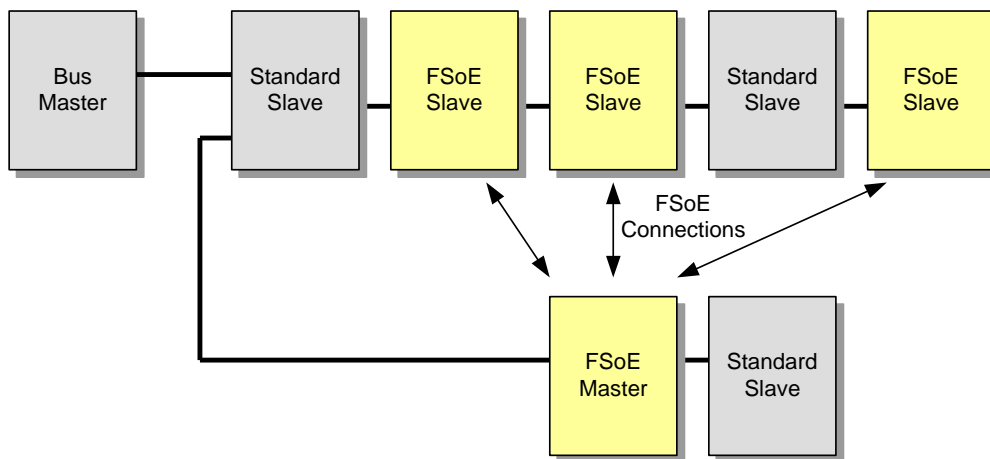 Bus
Master
Standard
Slave
FSoE
Slave
FSoE
Slave
Standard
Slave
FSoE
Slave
FSoE
Connections
FSoE
Master
Standard
Slave